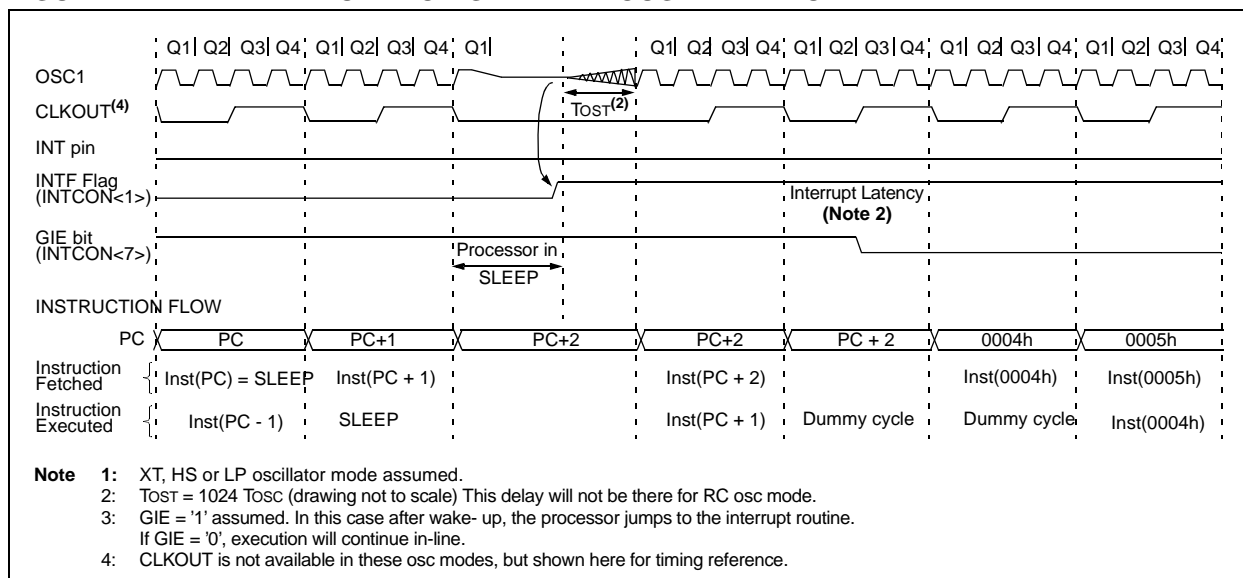 Q1 Q2 Q3 Q4 Q1 Q2 Q3 Q4 Q1 Q1 Q2 Q3 Q4 Q1 Q2 Q3 Q4 Q1 Q2 Q3 Q4 Q1 Q2 Q3 Q4
OSC1
CLKOUT(4)
TOST(2)
INT pin
INTF Flag
(INTCON<1>)
Interrupt Latency
(Note 2)
GIE bit
(INTCON<7>)
Processor in
SLEEP
INSTRUCTION FLOW
PC PC PC+1 PC+2 PC+2 PC + 2 0004h 0005h
Instruction
Fetched
Inst(PC) = SLEEP Inst(PC + 1) Inst(PC + 2) Inst(0004h) Inst(0005h)
Instruction
Executed
Inst(PC - 1) SLEEP Inst(PC + 1) Dummy cycle Dummy cycle Inst(0004h)
Note 1: XT, HS or LP oscillator mode assumed.
2: TOST = 1024 TOSC (drawing not to scale) This delay will not be there for RC osc mode.
3: GIE = '1' assumed. In this case after wake- up, the processor jumps to the interrupt routine.
If GIE = '0', execution will continue in-line.
4: CLKOUT is not available in these osc modes, but shown here for timing reference.